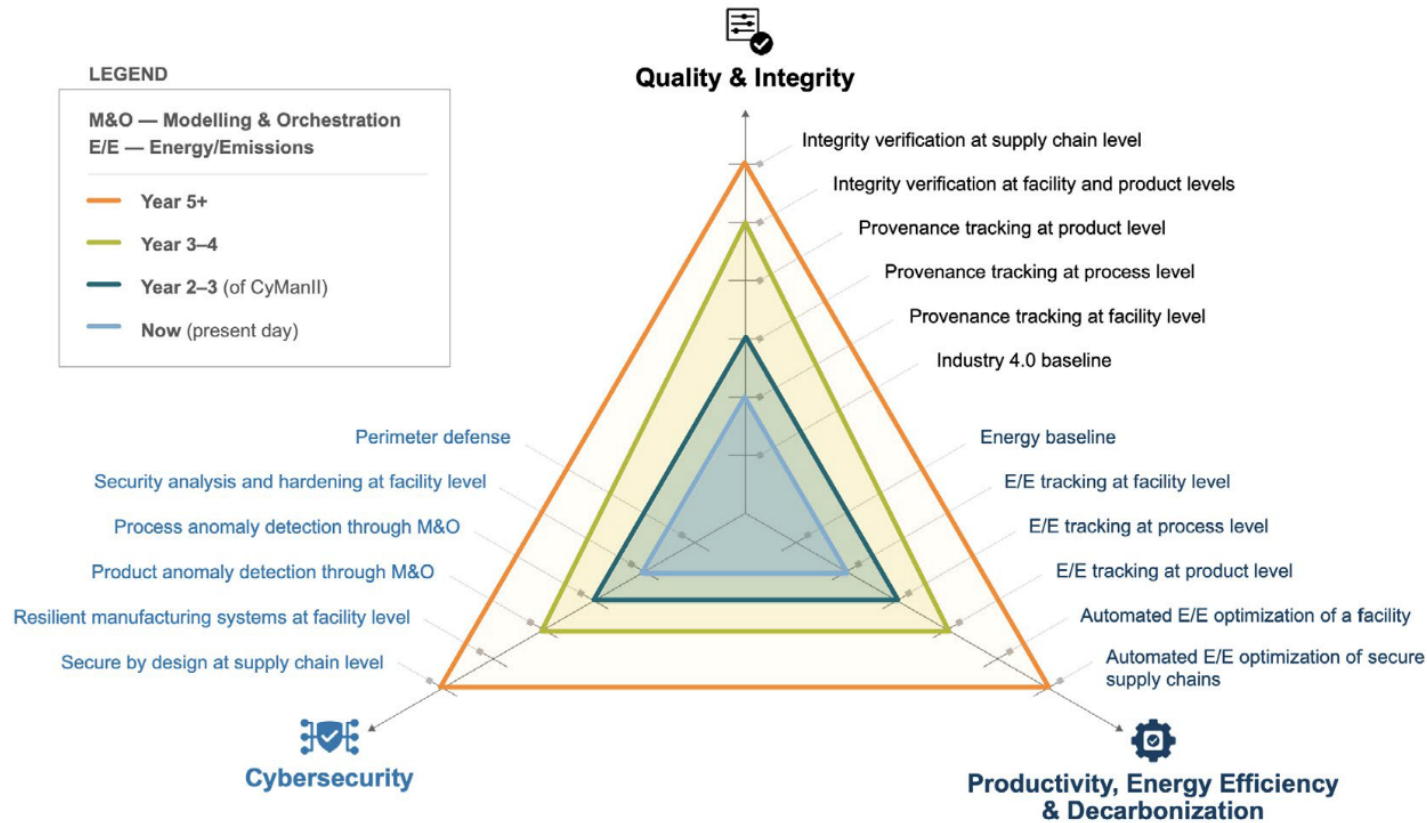 Quality & Integrity
LEGEND
M&O — Modelling & Orchestration
E/E — Energy/Emissions
Year 5+
Year 3–4
Year 2–3 (of CyManII)
Now (present day)
Integrity verification at supply chain level
Integrity verification at facility and product levels
Provenance tracking at product level
Provenance tracking at process level
Provenance tracking at facility level
Industry 4.0 baseline
Perimeter defense
Security analysis and hardening at facility level
Process anomaly detection through M&O
Product anomaly detection through M&O
Resilient manufacturing systems at facility level
Secure by design at supply chain level
Energy baseline
E/E tracking at facility level
E/E tracking at process level
E/E tracking at product level
Automated E/E optimization of a facility
Automated E/E optimization of secure
supply chains
Cybersecurity
Productivity, Energy Efficiency
& Decarbonization